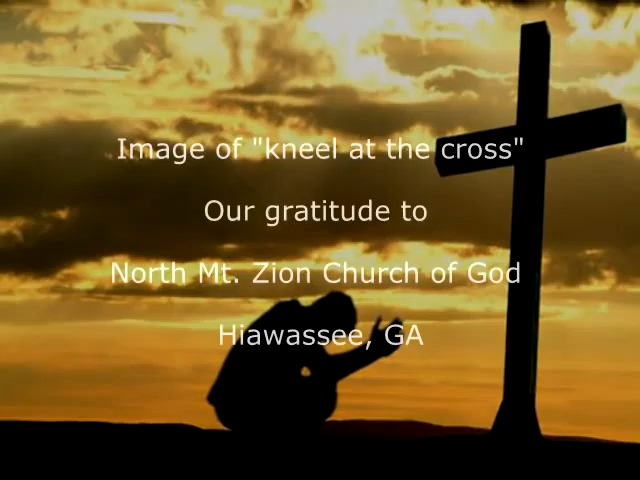 Image of "kneel at the cross"
Our gratitude to
North Mt. Zion Church of God
Hiawassee, GA